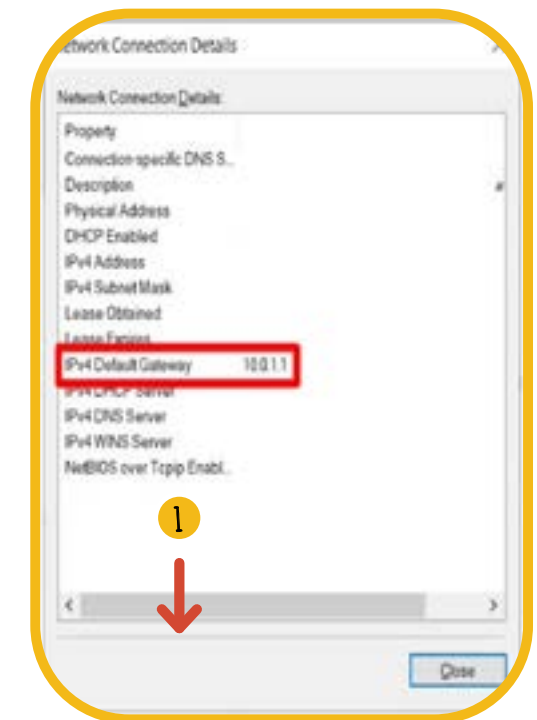 etwork Connection Details
Network Connection Details:
Property
Connection-specific DNS S...
Description
Physical Address
DHCP Enabled
IPv4 Address
IPv4 Subnet Mask
Lease Obtained
Lease Expires
IPv4 Default Gateway 10.0.1.1
IPv4 DHCP Server
IPv4 DNS Server
IPv4 WINS Server
NetBIOS over Tcpip Enabl...
1
Close